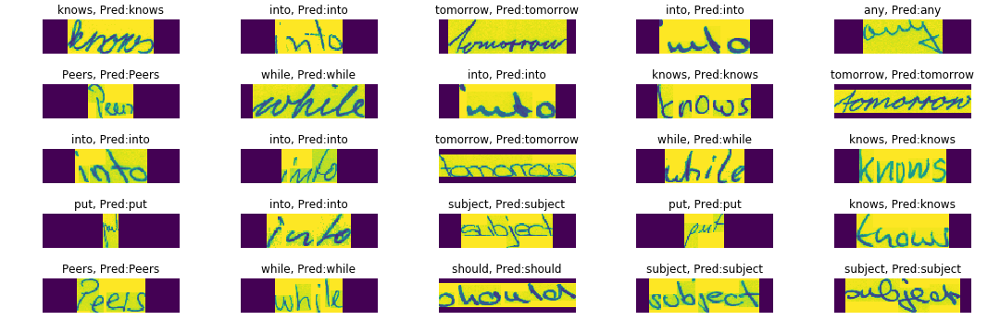 knows, Pred:knows into, Pred:into tomorrow, Pred:tomorrow into, Pred:into any, Pred:any
knows into tomorrow into any
Peers, Pred:Peers while, Pred:while into, Pred:into knows, Pred:knows tomorrow, Pred:tomorrow
Peers while into knows tomorrow
into, Pred:into into, Pred:into tomorrow, Pred:tomorrow while, Pred:while knows, Pred:knows
into into tomorrow while knows
put, Pred:put into, Pred:into subject, Pred:subject put, Pred:put knows, Pred:knows
put into subject put knows
Peers, Pred:Peers while, Pred:while should, Pred:should subject, Pred:subject subject, Pred:subject
Peers while should subject subject